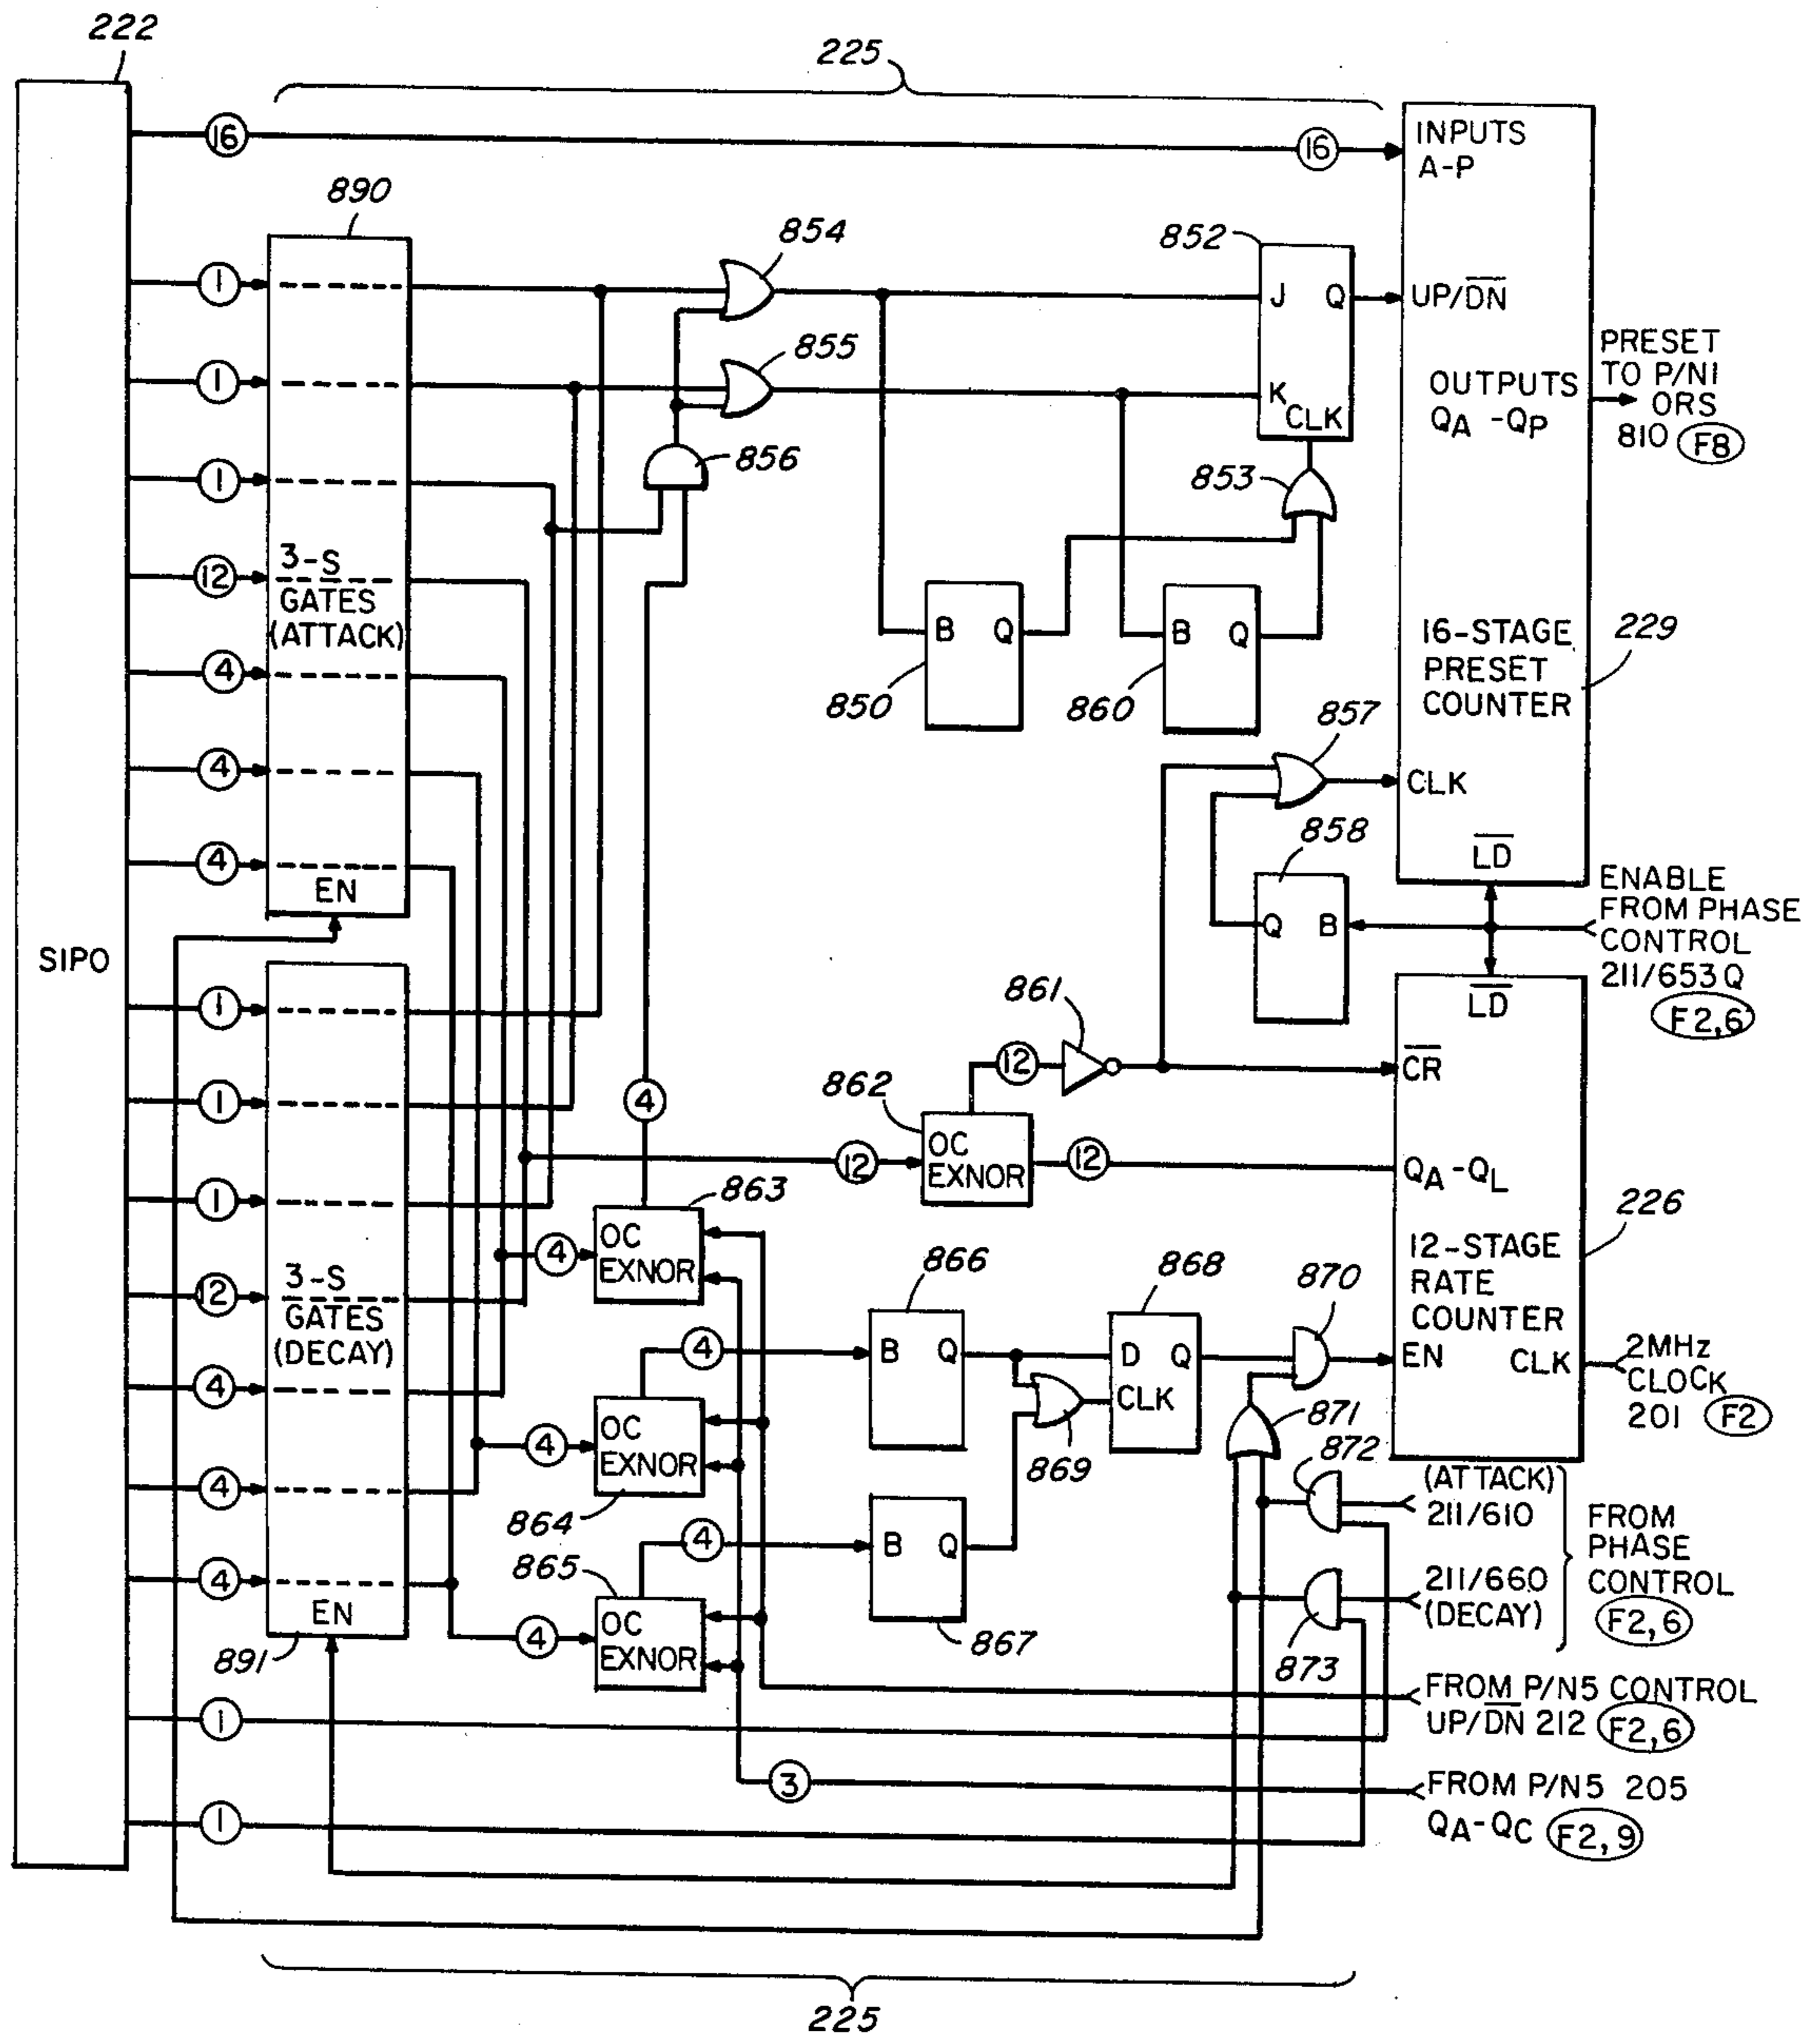 222
225
16
16
INPUTS
A-P
890
854
852
1
J Q
UP/DN
855
1
K
CLK
OUTPUTS
QA -QP
PRESET
TO P/N1
ORS
810 F8
1
856
853
12
3-S
GATES
(ATTACK)
B Q
B Q
16-STAGE
PRESET
COUNTER
229
4
850
860
857
4
CLK
858
4
EN
LD
ENABLE
FROM PHASE
CONTROL
211/653Q
F2,6
Q B
SIPO
1
LD
861
1
12
CR
862
4
OC
EXNOR
12
12
QA-QL
1
863
226
OC
EXNOR
4
12
3-S
GATES
(DECAY)
866
868
870
12-STAGE
RATE
COUNTER
4
B Q
D Q
CLK
EN
CLK
2MHz
CLOCK
201 F2
4
OC
EXNOR
4
871
869
872
(ATTACK)
211/610
4
864
4
B Q
FROM
PHASE
CONTROL
F2,6
4
865
211/660
(DECAY)
EN
OC
EXNOR
4
891
867
873
FROM P/N5 CONTROL
UP/DN 212 F2,6
1
3
FROM P/N5 205
QA-QC F2,9
1
225